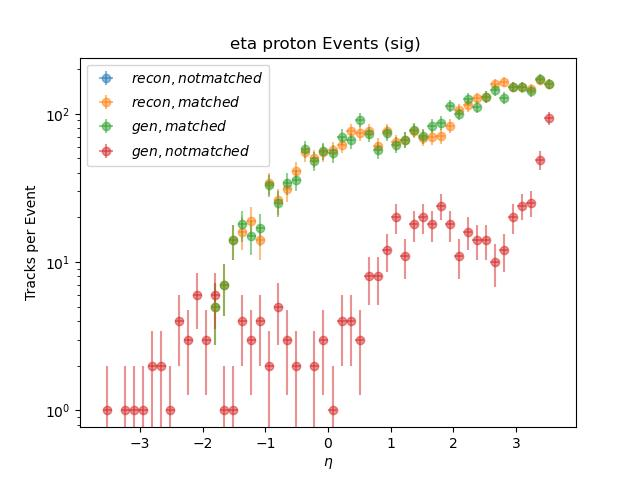 eta proton Events (sig)
recon, notmatched
recon, matched
gen, matched
gen, notmatched
Tracks per Event
10²
10¹
10⁰
−3 −2 −1 0 1 2 3
η